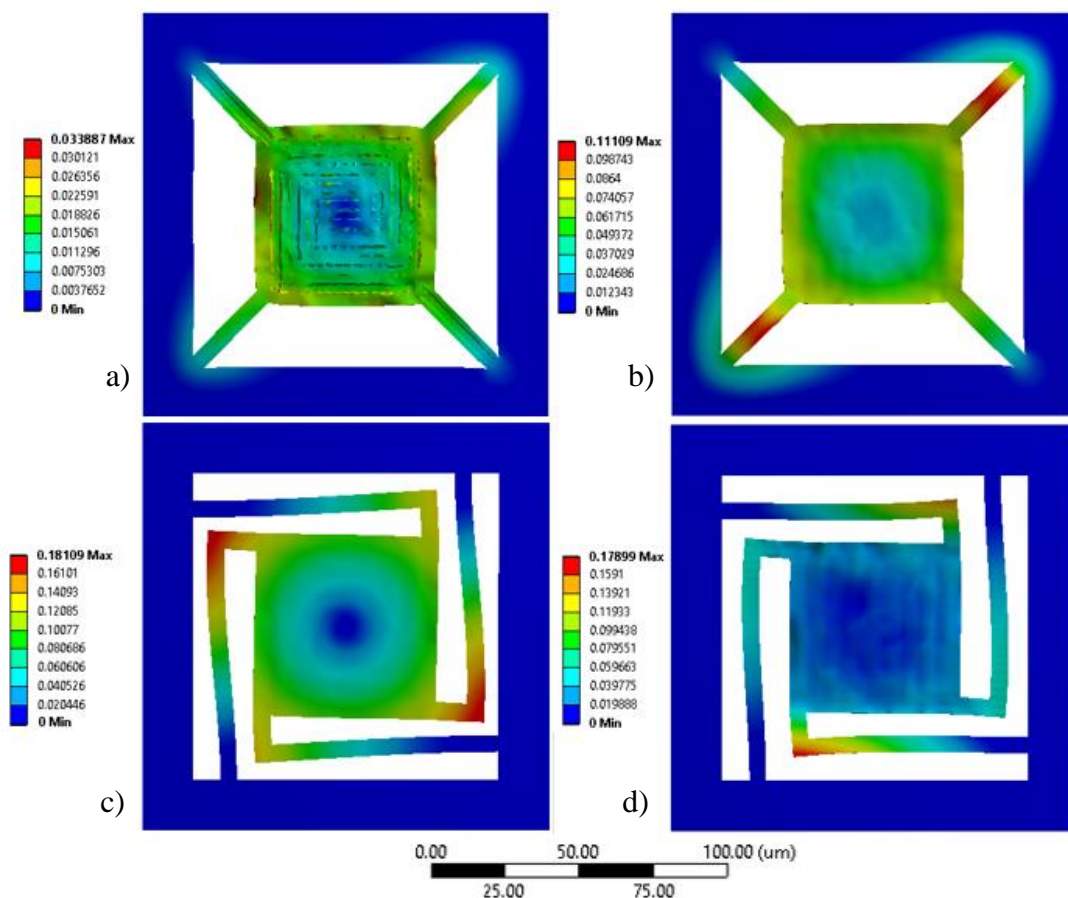 0.033887 Max
0.030121
0.026356
0.022591
0.018826
0.015061
0.011296
0.0075303
0.0037652
0 Min
a)
0.11109 Max
0.098743
0.0864
0.074057
0.061715
0.049372
0.037029
0.024686
0.012343
0 Min
b)
0.18109 Max
0.16101
0.14093
0.12085
0.10077
0.080686
0.060606
0.040526
0.020446
0 Min
c)
0.17899 Max
0.1591
0.13921
0.11933
0.099438
0.079551
0.059663
0.039775
0.019888
0 Min
d)
0.00 50.00 100.00 (um)
25.00 75.00